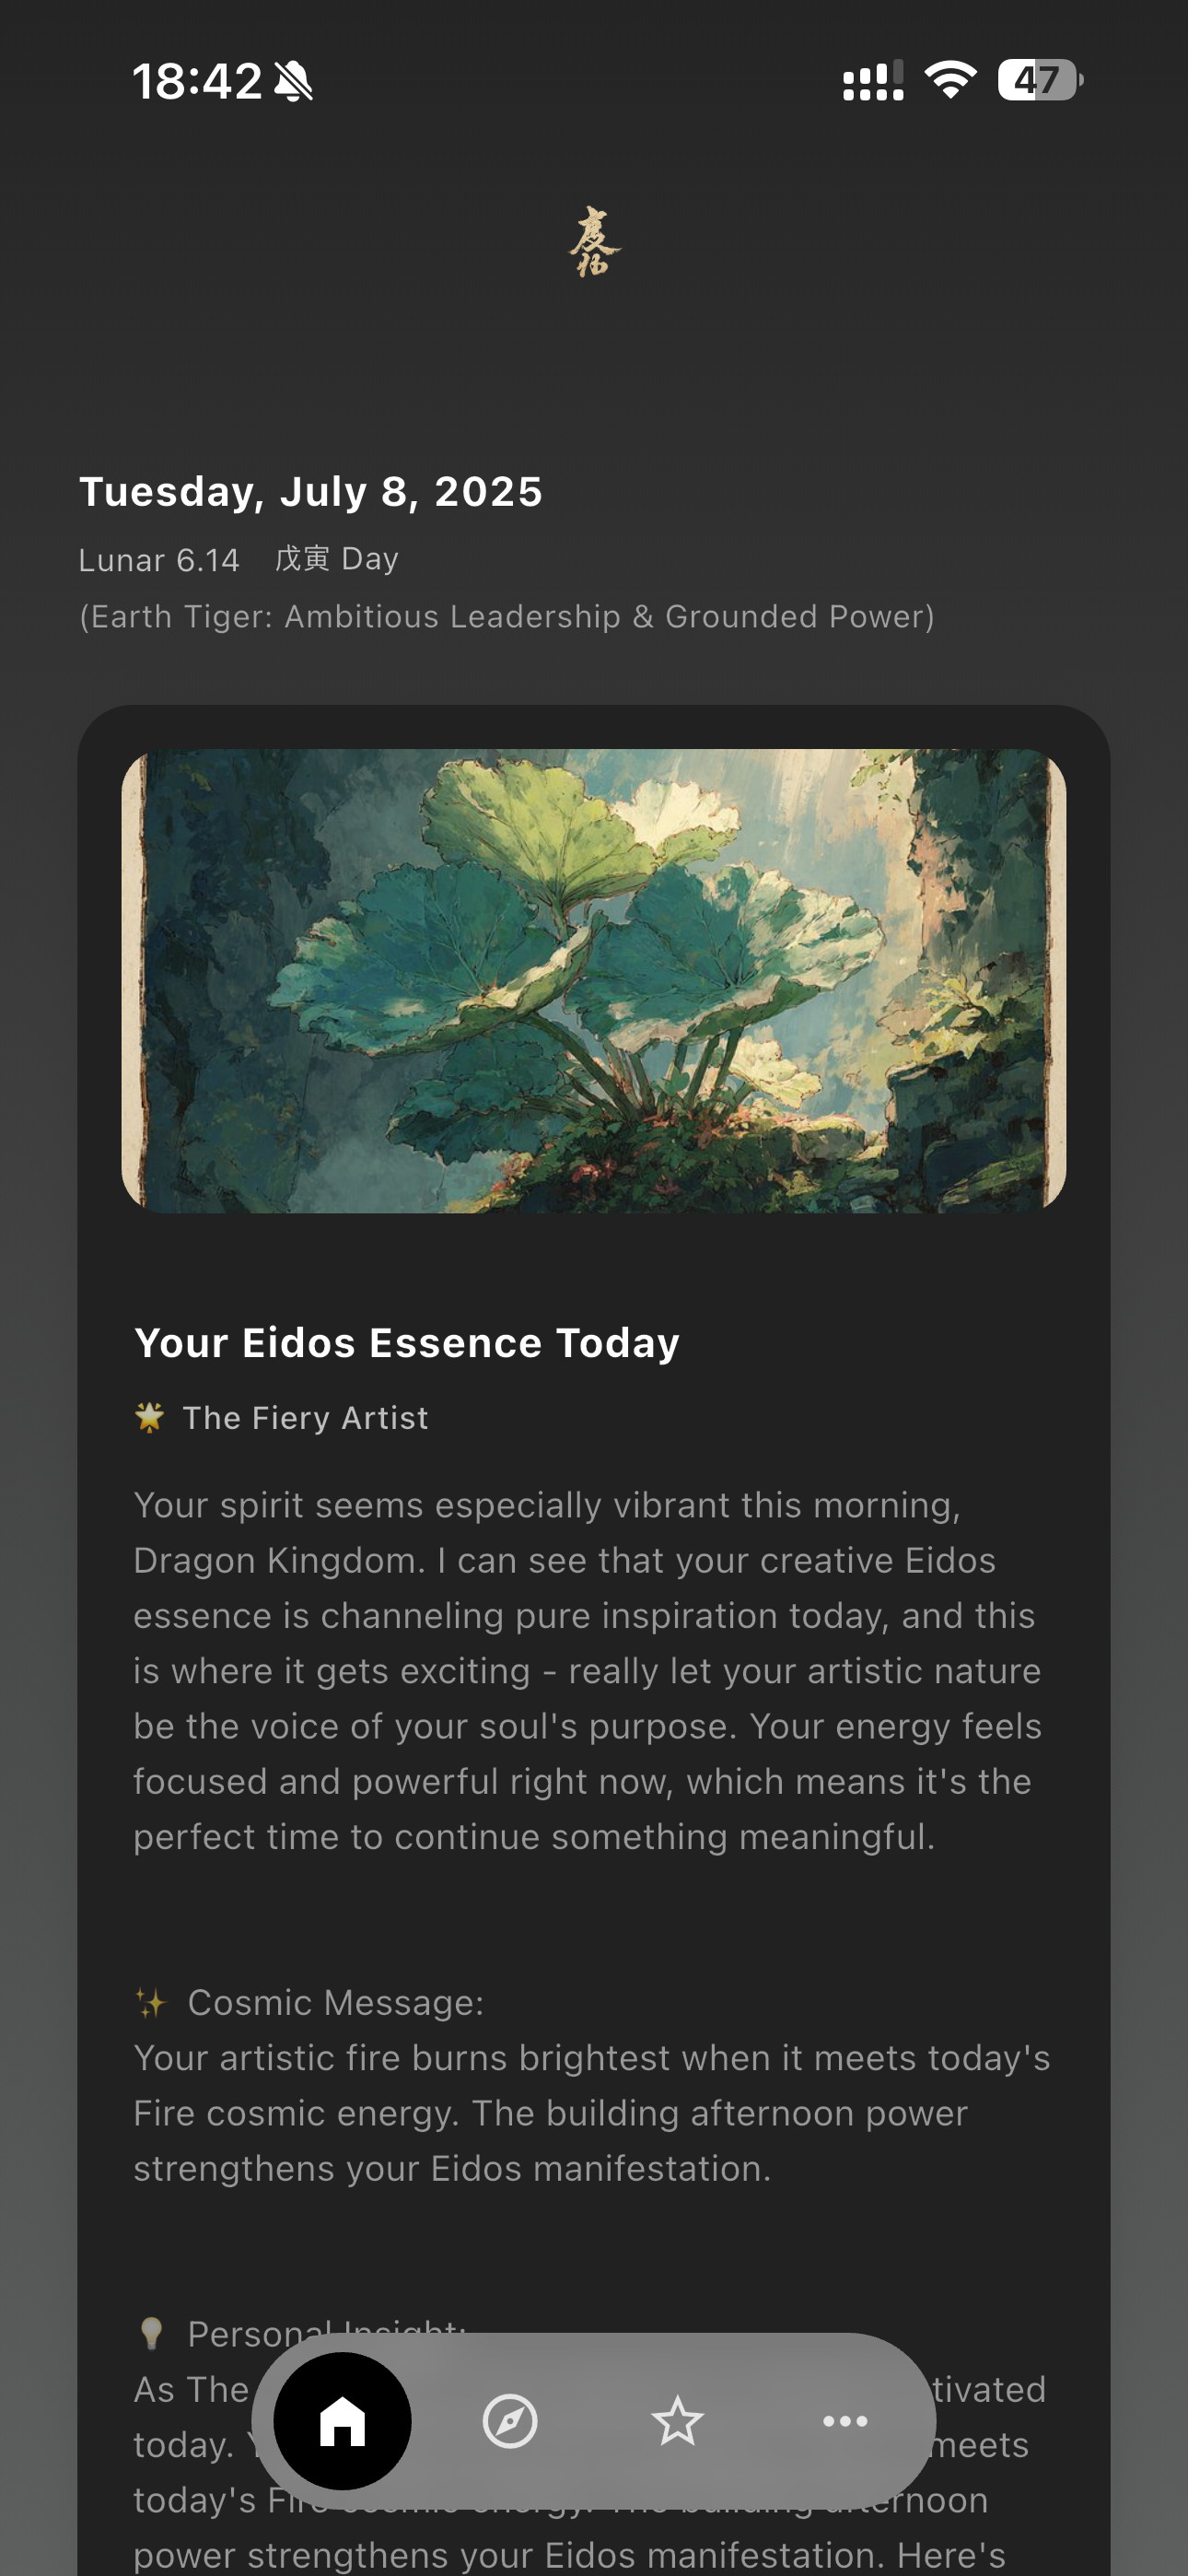 18:42
47
Tuesday, July 8, 2025
Lunar 6.14 戊寅 Day
(Earth Tiger: Ambitious Leadership & Grounded Power)
Your Eidos Essence Today
🌟 The Fiery Artist
Your spirit seems especially vibrant this morning,
Dragon Kingdom. I can see that your creative Eidos
essence is channeling pure inspiration today, and this
is where it gets exciting - really let your artistic nature
be the voice of your soul's purpose. Your energy feels
focused and powerful right now, which means it's the
perfect time to continue something meaningful.
✨ Cosmic Message:
Your artistic fire burns brightest when it meets today's
Fire cosmic energy. The building afternoon power
strengthens your Eidos manifestation.
💡 Personal Insight:
As The tivated
today. meets
today's Fire cosmic energy. The building afternoon
power strengthens your Eidos manifestation. Here's